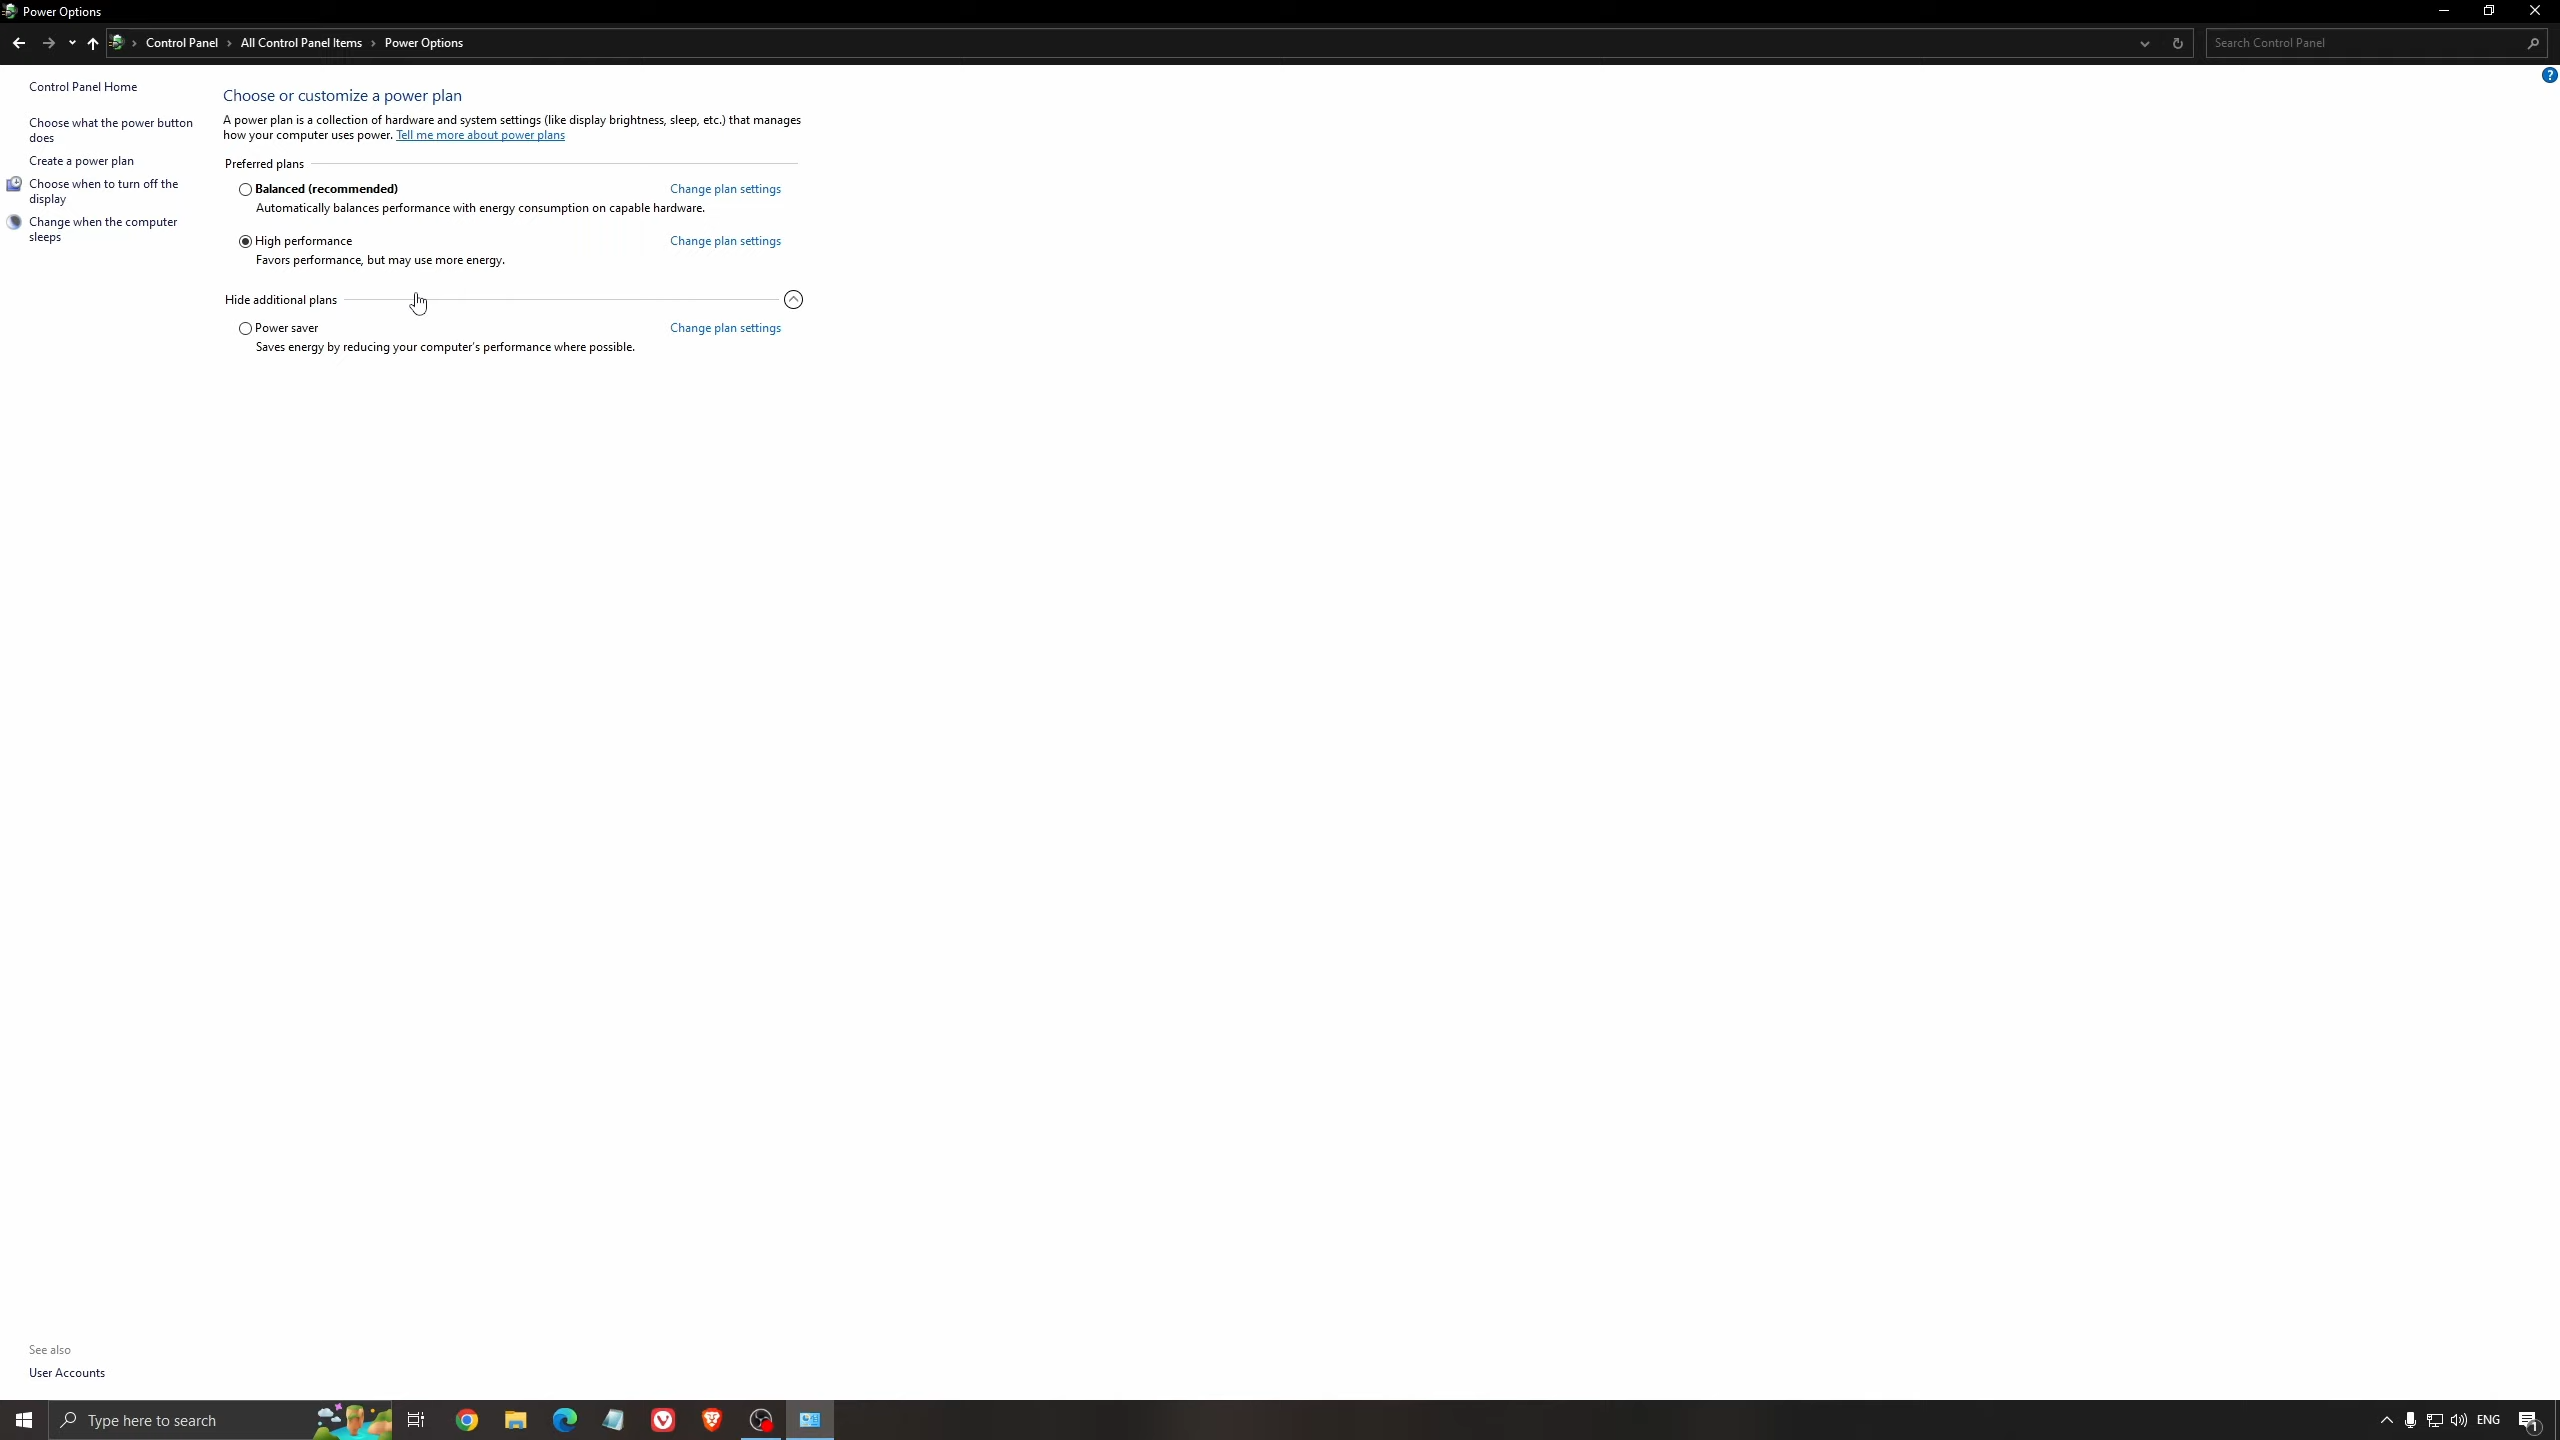 Power Options
Control Panel
All Control Panel Items
Power Options
Search Control Panel
Control Panel Home
Choose what the power button
does
Create a power plan
Choose when to turn off the
display
Change when the computer
sleeps
Choose or customize a power plan
A power plan is a collection of hardware and system settings (like display brightness, sleep, etc.) that manages
how your computer uses power. Tell me more about power plans
Preferred plans
Balanced (recommended) Change plan settings
Automatically balances performance with energy consumption on capable hardware.
High performance Change plan settings
Favors performance, but may use more energy.
Hide additional plans
Power saver Change plan settings
Saves energy by reducing your computer's performance where possible.
See also
User Accounts
Type here to search
ENG
1